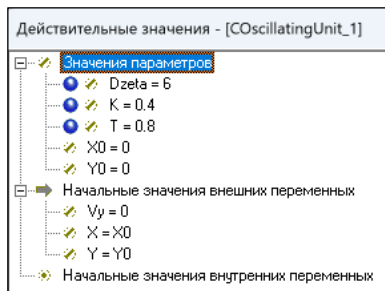 Действительные значения - [COscillatingUnit_1]
Значения параметров
Dzeta = 6
K = 0.4
T = 0.8
X0 = 0
Y0 = 0
Начальные значения внешних переменных
Vy = 0
X = X0
Y = Y0
Начальные значения внутренних переменных